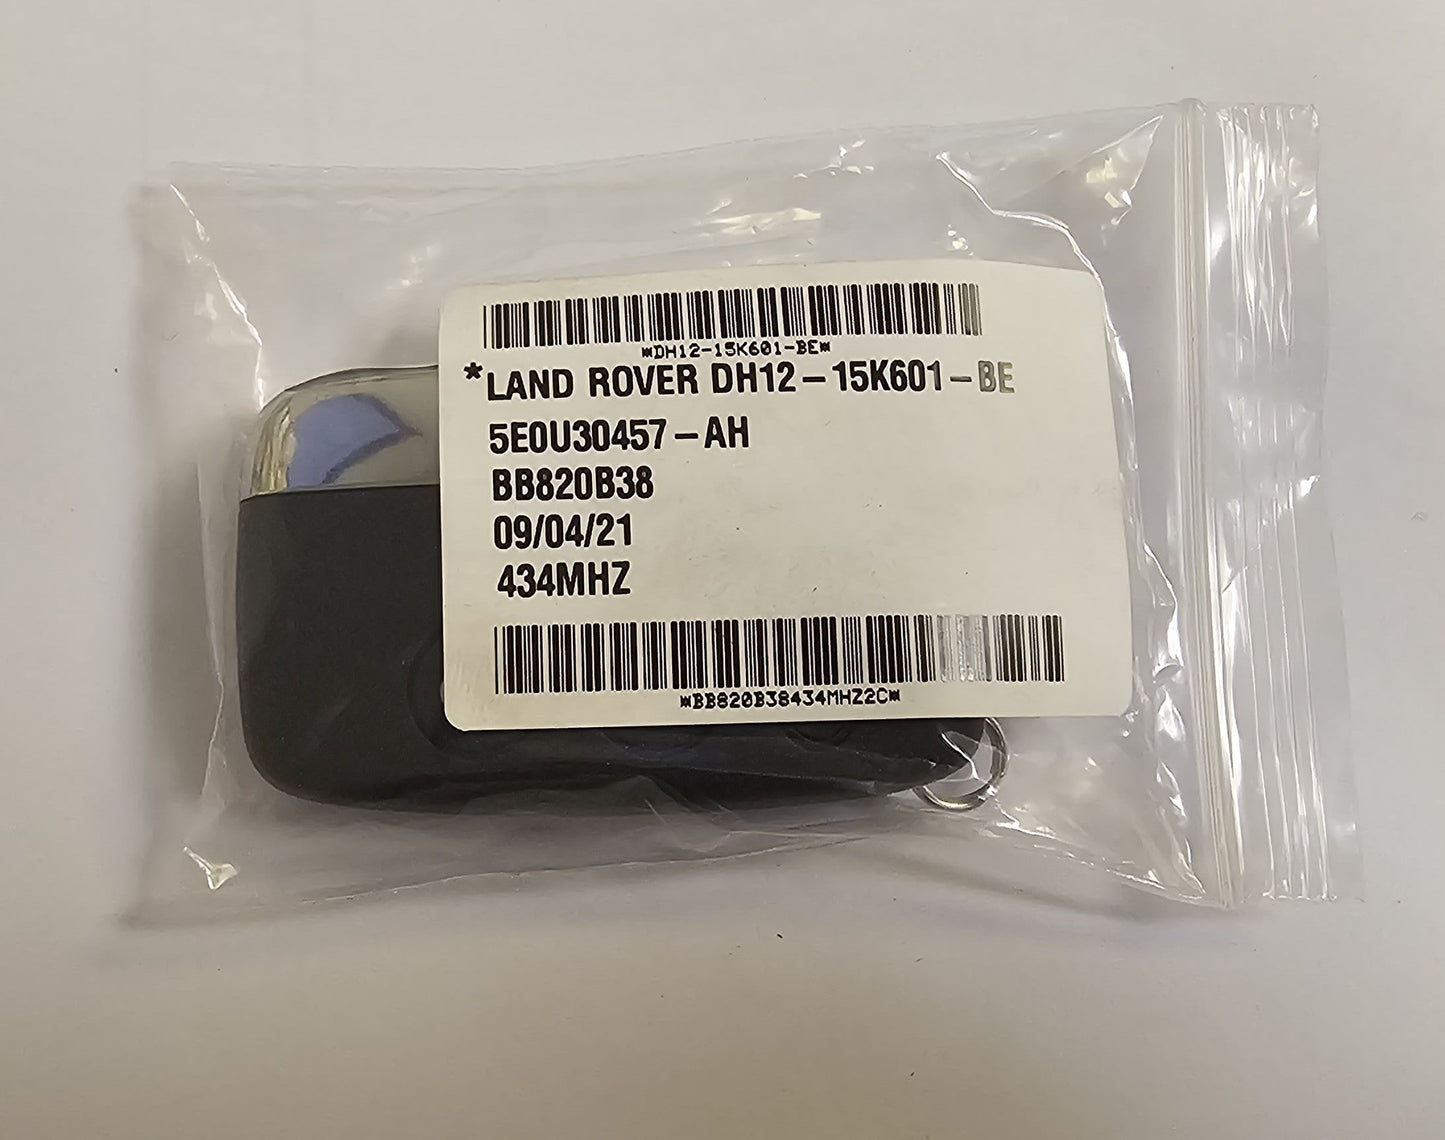 *DH12-15K601-BE*
*LAND ROVER DH12-15K601-BE
5E0U30457-AH
BB820B38
09/04/21
434MHZ
*BB820B38434MHZ2C*